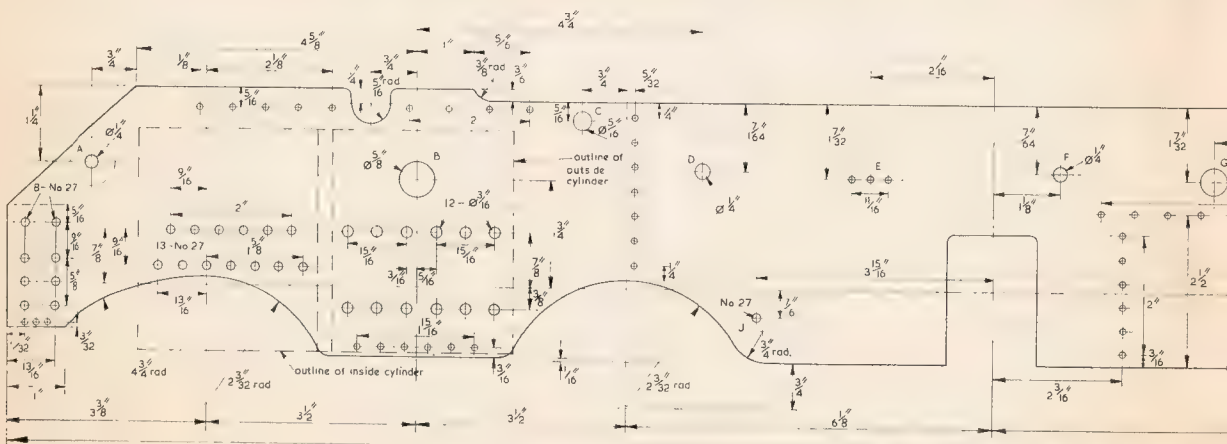 4 3/4"
3/4"
4 5/8"
1"
5/16
1/8"
2 1/8"
1/4"
5/16 rad
3/4"
3/8 rad
3/16
3/4"
5/32
2 1/16"
1 1/4"
Ø 1/4"
A
5/16"
Ø 5/8"
B
2"
5/16
C
Ø 5/16"
1/4"
7/64
D
Ø 1/4"
1 7/32"
E
11/16"
7/64"
F
Ø 1/4"
1 1/8"
1 7/32"
G
8 - No 27
5/16
9/16
5/8
9/16"
2"
outline of
outside
cylinder
12 - Ø 3/16"
1 3/4"
7/8
9/16
13 - No 27
1 5/8"
15/16
15/16"
3/16
5/16
7/8
3/8
1/4"
3 15/16"
No 27
J
1/16
2 1/2"
2"
3/16
13/16
3/32
1/32
13/16
1"
15/16
4 3/4 rad
2 3/32 rad
outline of inside cylinder
3/16
1/16
2 3/32 rad
3/4 rad.
3/4
2 3/16"
3 3/8"
3 1/2"
3 1/2"
6 1/8"